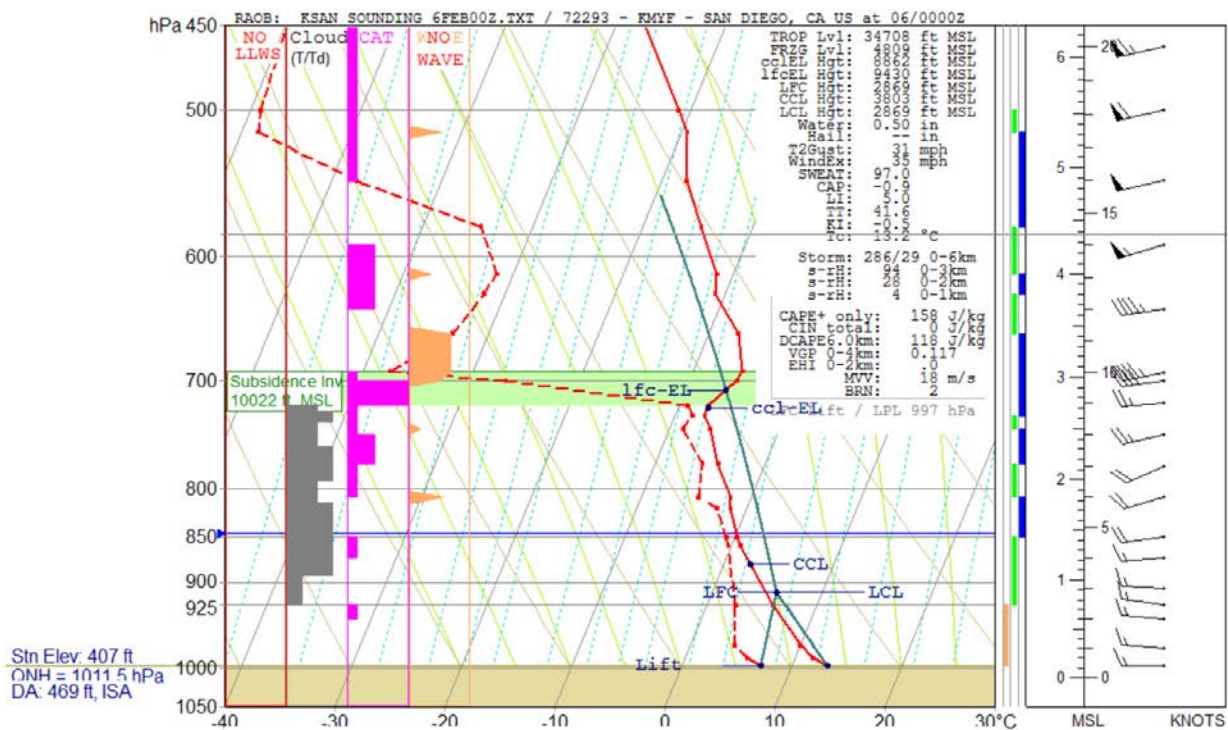 RAOB: KSAN SOUNDING 6FEB00Z.TXT / 72293 - KMYF - SAN DIEGO, CA US at 06/0000Z
hPa 450
NO LLWS
Cloud (T/Td)
CAT
NO WAVE
TROP Lvl: 34708 ft MSL
FRZG Lvl: 4809 ft MSL
cclEL Hgt: 8862 ft MSL
lfcEL Hgt: 9430 ft MSL
LFC Hgt: 2869 ft MSL
CCL Hgt: 3803 ft MSL
LCL Hgt: 2869 ft MSL
Water: 0.50 in
Hail: -- in
T2Gust: 31 mph
WindEx: 35 mph
SWEAT: 97.0
CAP: -0.9
LI: 5.0
TT: 41.6
KI: -0.5
Tc: 13.2 °C
Storm: 286/29 0-6km
s-rH: 94 0-3km
s-rH: 28 0-2km
s-rH: 4 0-1km
CAPE+ only: 158 J/kg
CIN total: 0 J/kg
DCAPE6.0km: 118 J/kg
VGP 0-4km: 0.117
EHI 0-2km: .0
MVV: 18 m/s
BRN: 2
Lift / LPL 997 hPa
500
600
700
800
850
900
925
1000
1050
Subsidence Inv
10022 ft MSL
lfc-EL
ccl-EL
CCL
LFC
LCL
Lift
Stn Elev: 407 ft
QNH = 1011.5 hPa
DA: 469 ft, ISA
-40 -30 -20 -10 0 10 20 30°C
6
5
4
3
2
1
0
20
15
10
5
0
MSL KNOTS